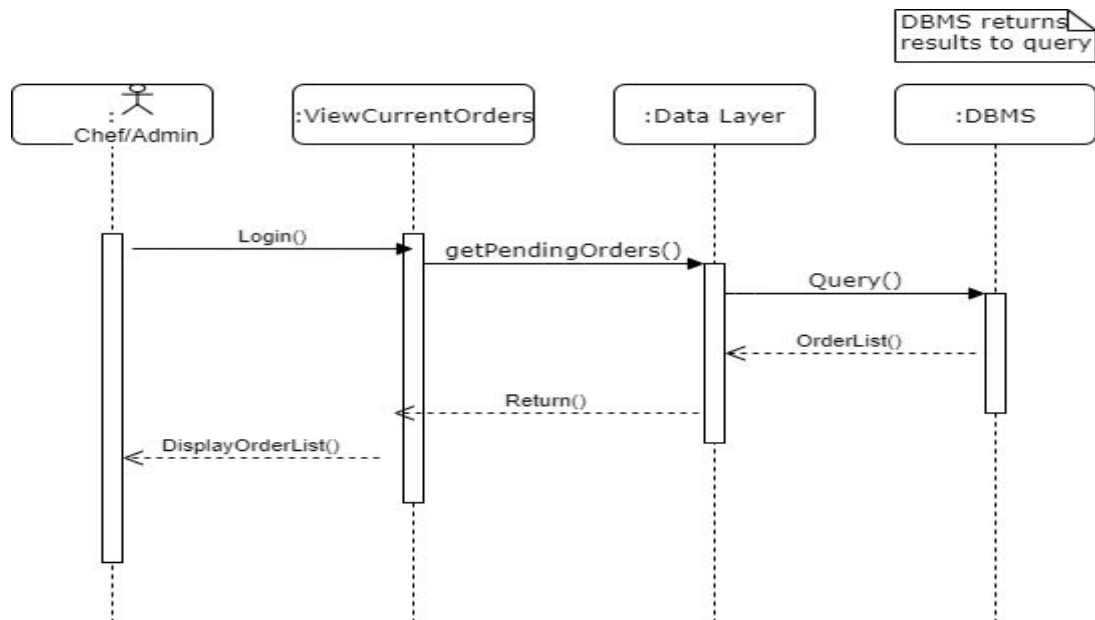 DBMS returns
results to query
:
Chef/Admin
:ViewCurrentOrders
:Data Layer
:DBMS
Login()
getPendingOrders()
Query()
OrderList()
Return()
DisplayOrderList()